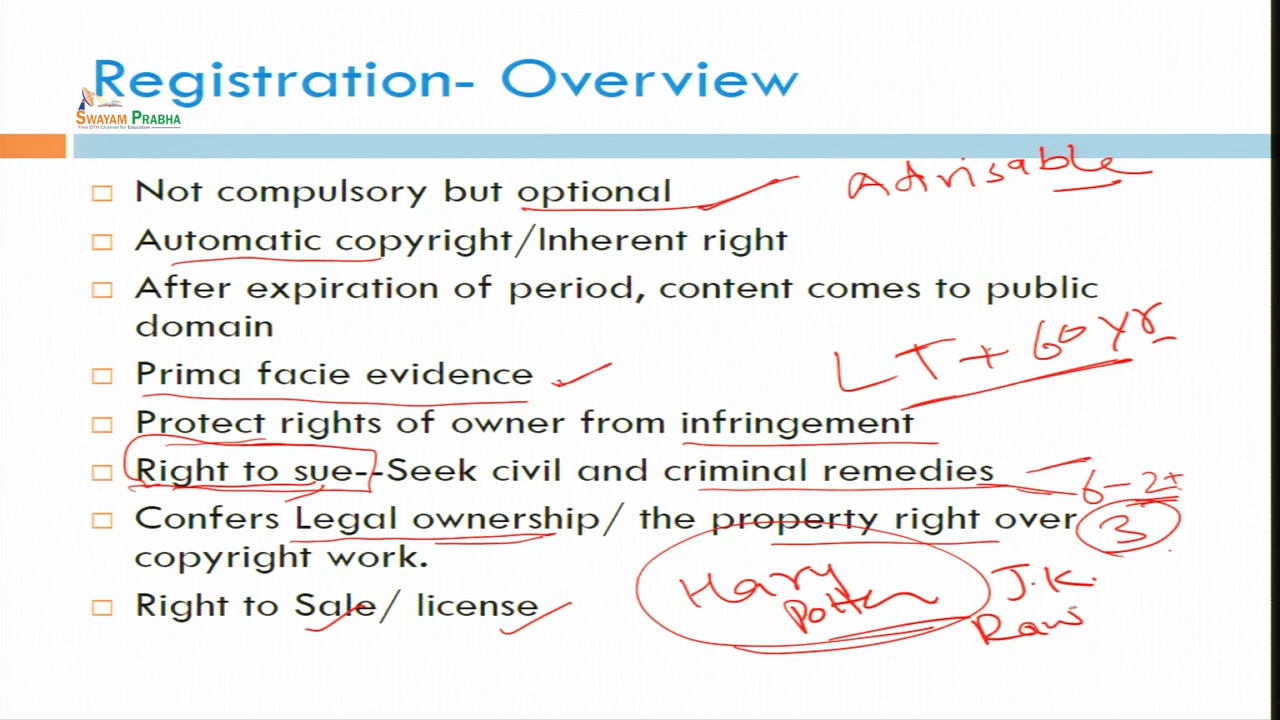 Registration- Overview
SWAYAM PRABHA
Free DTH Channel for Education
Not compulsory but optional
Advisable
Automatic copyright/Inherent right
After expiration of period, content comes to public
domain
LT + 60 yr
Prima facie evidence
Protect rights of owner from infringement
Right to sue--Seek civil and criminal remedies
6-2+
3
Confers Legal ownership/ the property right over
copyright work.
Hary
Potter
J.K.
Raw
Right to Sale/ license